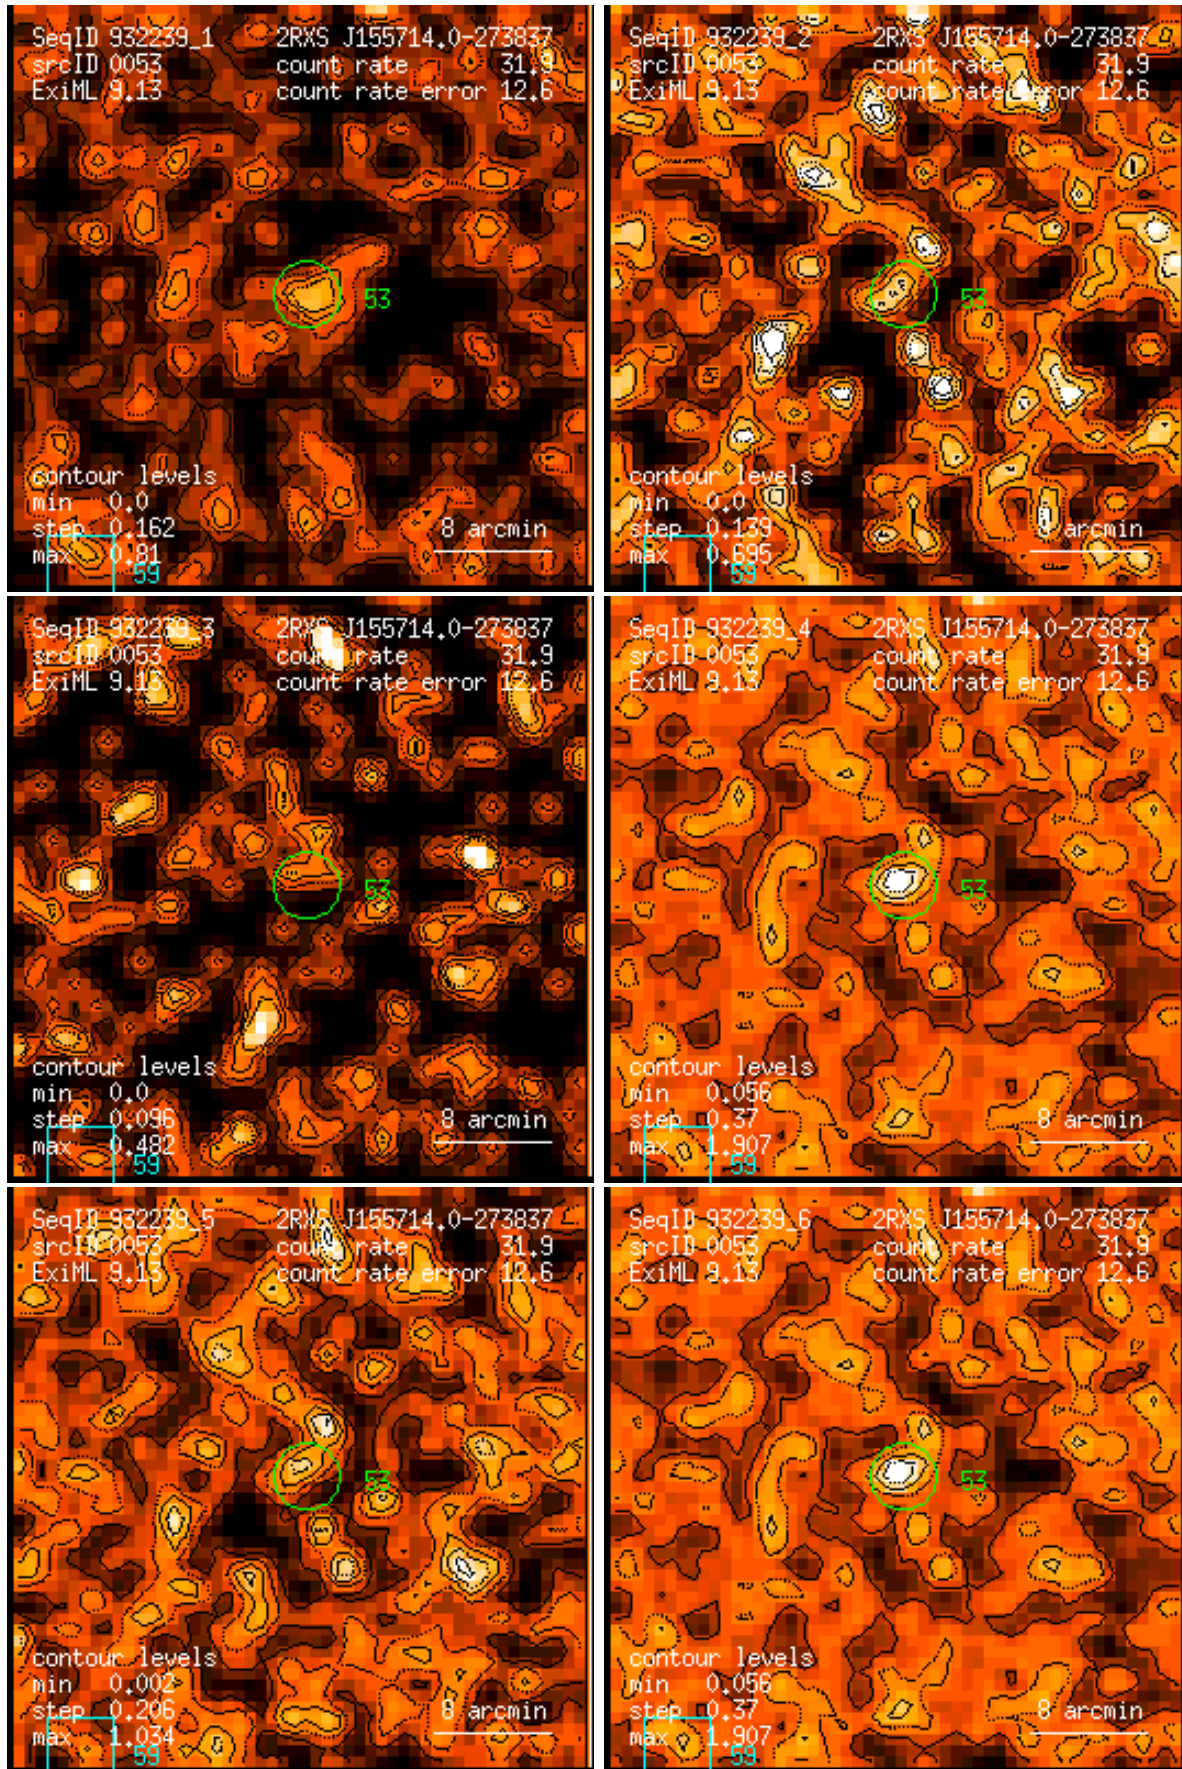 SeqID 932239_1 2RXS J155714.0-273837
srcID 0053 count rate 31.9
ExiML 9.13 count rate error 12.6
53
contour levels
min 0.0
step 0.162
max 0.81
8 arcmin
59
SeqID 932239_2 2RXS J155714.0-273837
srcID 0053 count rate 31.9
ExiML 9.13 count rate error 12.6
53
contour levels
min 0.0
step 0.139
max 0.695
8 arcmin
59
SeqID 932239_3 2RXS J155714.0-273837
srcID 0053 count rate 31.9
ExiML 9.13 count rate error 12.6
53
contour levels
min 0.0
step 0.096
max 0.482
8 arcmin
59
SeqID 932239_4 2RXS J155714.0-273837
srcID 0053 count rate 31.9
ExiML 9.13 count rate error 12.6
53
contour levels
min 0.056
step 0.37
max 1.907
8 arcmin
59
SeqID 932239_5 2RXS J155714.0-273837
srcID 0053 count rate 31.9
ExiML 9.13 count rate error 12.6
53
contour levels
min 0.002
step 0.206
max 1.034
8 arcmin
59
SeqID 932239_6 2RXS J155714.0-273837
srcID 0053 count rate 31.9
ExiML 9.13 count rate error 12.6
53
contour levels
min 0.056
step 0.37
max 1.907
8 arcmin
59